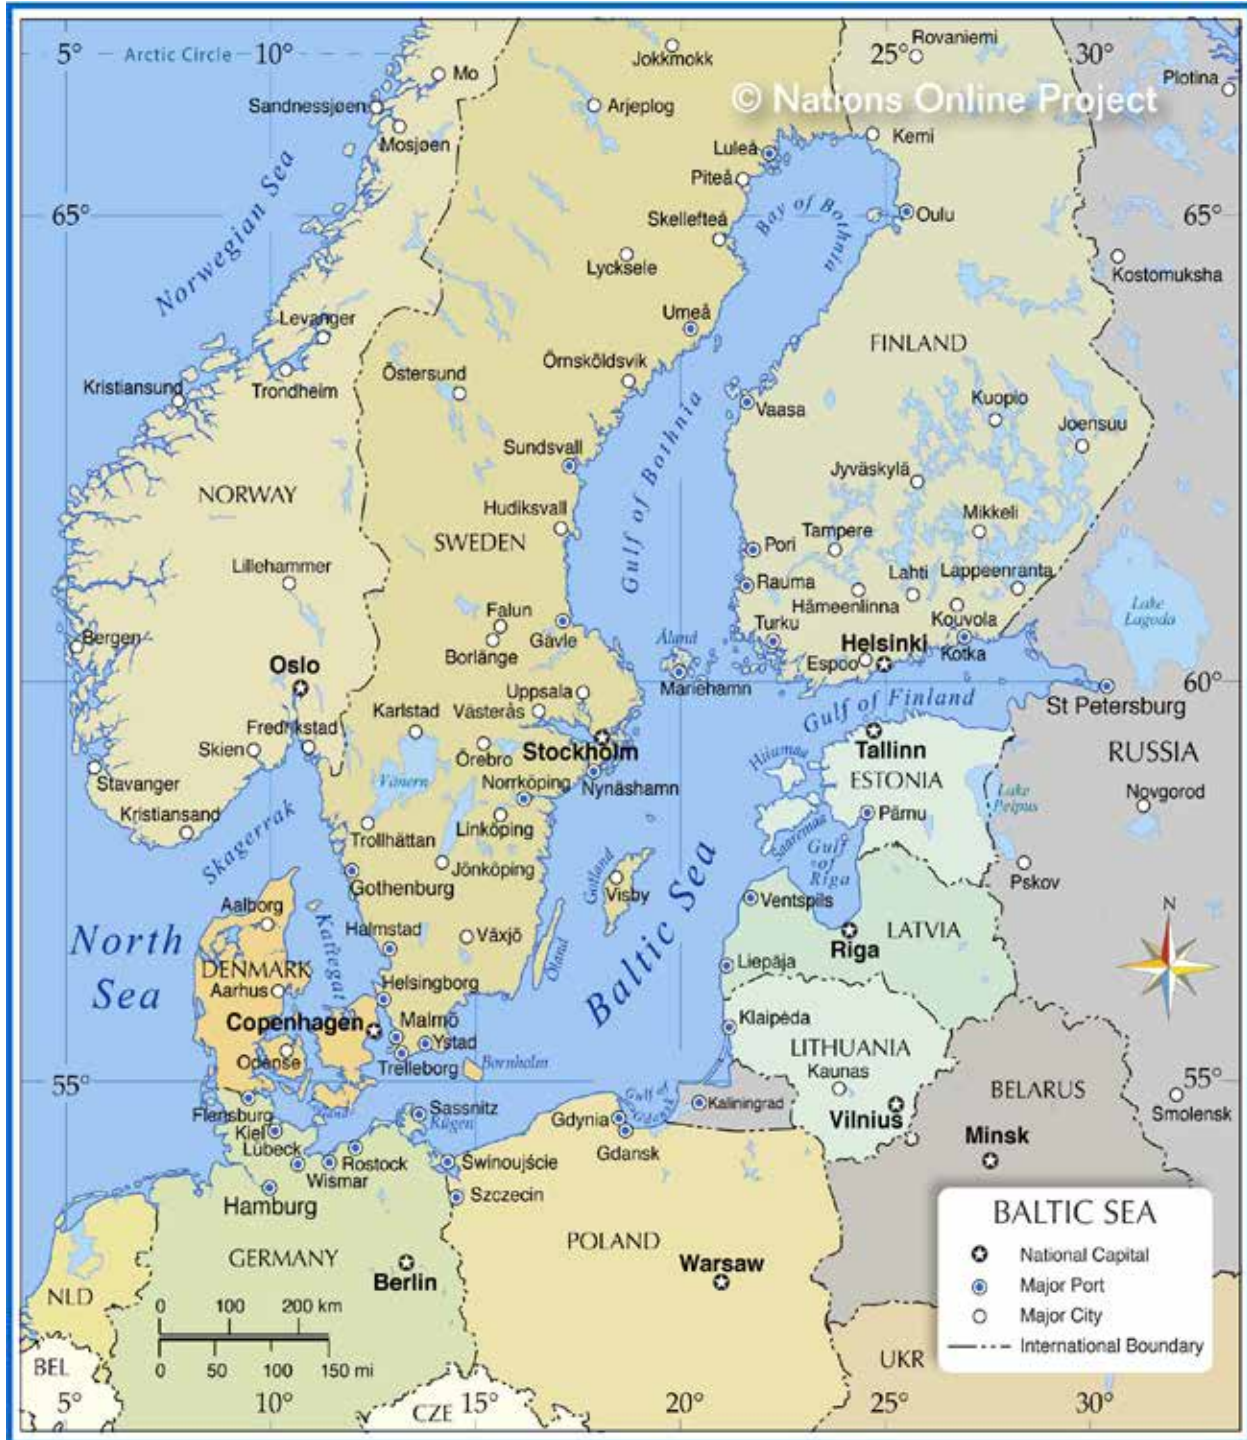 5°
Arctic Circle
10°
25°
Rovaniemi
30°
Jokkmokk
Mo
Plotina
Sandnessjøen
Arjeplog
© Nations Online Project
Mosjøen
Luleå
Kemi
Piteå
Norwegian Sea
65°
Skellefteå
Bay of Bothnia
Oulu
65°
Lycksele
Kostomuksha
Levanger
Umeå
FINLAND
Kristiansund
Trondheim
Östersund
Örnsköldsvik
Vaasa
Kuopio
Joensuu
Gulf of Bothnia
Sundsvall
Jyväskylä
NORWAY
Hudiksvall
SWEDEN
Mikkeli
Tampere
Pori
Lillehammer
Rauma
Lahti
Lappeenranta
Hämeenlinna
Lake
Lagoda
Falun
Kouvola
Turku
Bergen
Gävle
Åland
Helsinki
Borlänge
Espoo
Kotka
Oslo
Mariehamn
60°
Uppsala
Gulf of Finland
St Petersburg
Karlstad
Västerås
Fredrikstad
Skien
Stockholm
Tallinn
RUSSIA
Örebro
Hiiumaa
ESTONIA
Stavanger
Vänern
Norrköping
Nynäshamn
Lake
Peipus
Novgorod
Kristiansand
Pärnu
Skagerrak
Trollhättan
Linköping
Saaremaa
Gulf
of
Riga
Jönköping
Gotland
Pskov
Gothenburg
Visby
Ventspils
Aalborg
Baltic Sea
N
Kattegat
Halmstad
Växjö
LATVIA
North
Sea
Öland
Riga
DENMARK
Liepāja
Aarhus
Helsingborg
Copenhagen
Malmö
Klaipėda
Ystad
LITHUANIA
Odense
Trelleborg
Bornholm
Kaunas
55°
BELARUS
55°
Gulf of
Gdańsk
Flensburg
Sassnitz
Rügen
Kaliningrad
Vilnius
Smolensk
Kiel
Gdynia
Gdansk
Minsk
Lübeck
Rostock
Świnoujście
Wismar
Szczecin
Hamburg
GERMANY
POLAND
Warsaw
Berlin
NLD
0 100 200 km
0 50 100 150 mi
BEL
UKR
CZE
5°
10°
15°
20°
25°
30°
BALTIC SEA
National Capital
Major Port
Major City
International Boundary